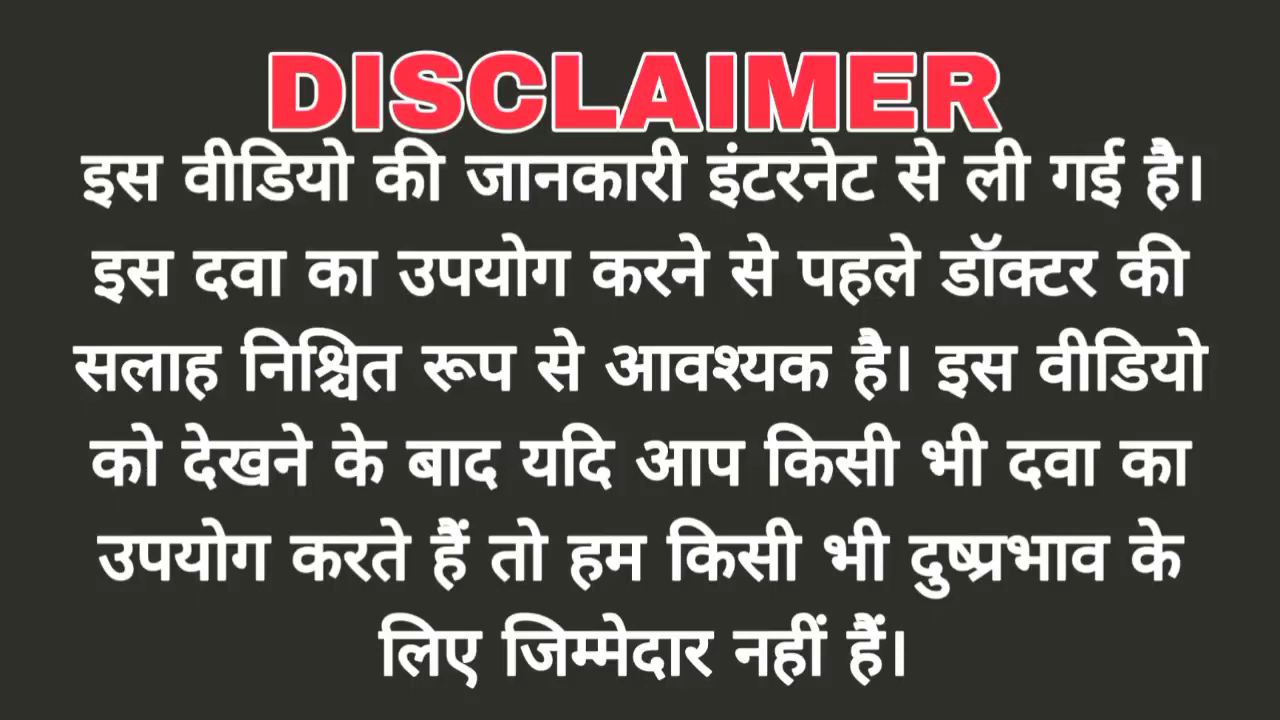 DISCLAIMER
इस वीडियो की जानकारी इंटरनेट से ली गई है।
इस दवा का उपयोग करने से पहले डॉक्टर की
सलाह निश्चित रूप से आवश्यक है। इस वीडियो
को देखने के बाद यदि आप किसी भी दवा का
उपयोग करते हैं तो हम किसी भी दुष्प्रभाव के
लिए जिम्मेदार नहीं हैं।